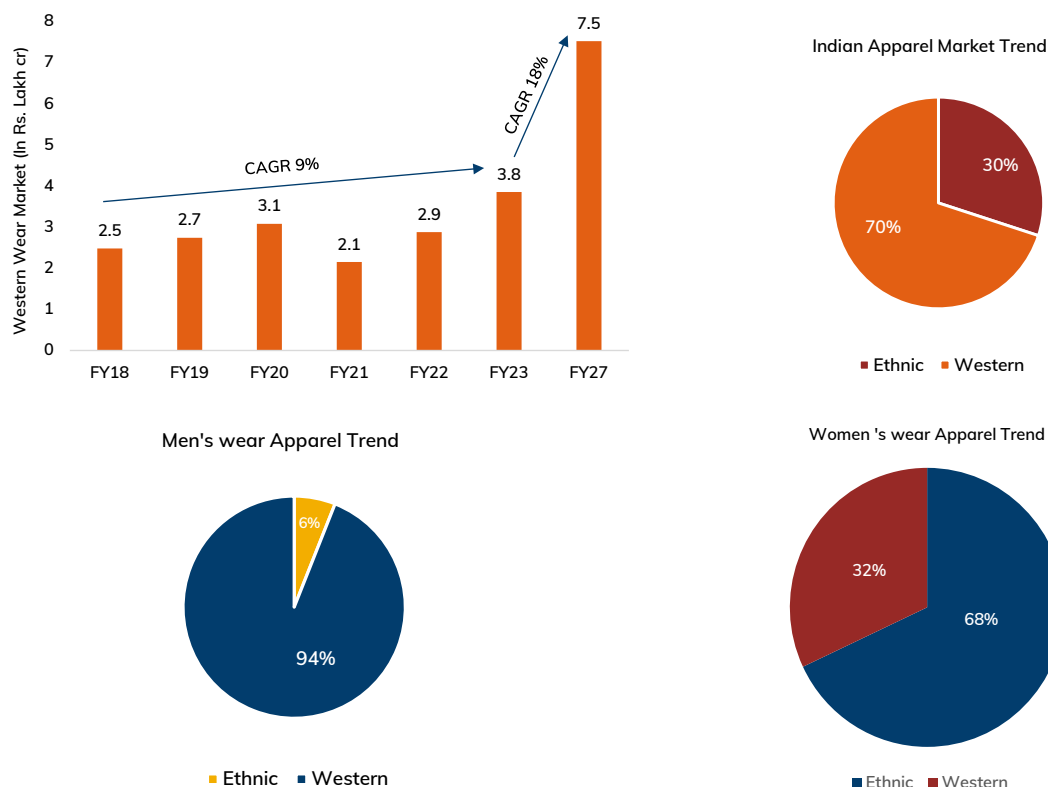 Western Wear Market (In Rs. Lakh cr)
8
7
6
5
4
3
2
1
0
2.5
2.7
3.1
2.1
2.9
3.8
7.5
CAGR 9%
CAGR 18%
FY18 FY19 FY20 FY21 FY22 FY23 FY27
Indian Apparel Market Trend
30%
70%
Ethnic Western
Men's wear Apparel Trend
6%
94%
Ethnic Western
Women 's wear Apparel Trend
32%
68%
Ethnic Western